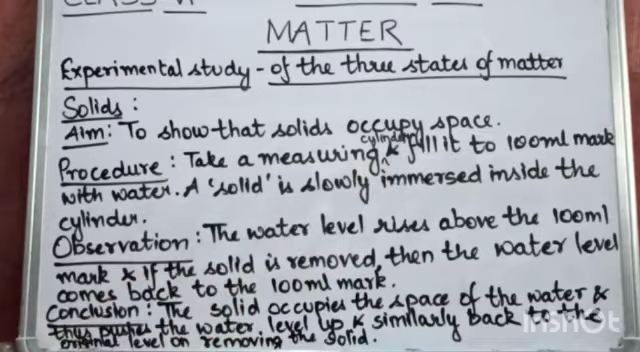 CLASS VI
MATTER
Experimental study - of the three states of matter
Solids :
Aim: To show that solids occupy space.
Procedure : Take a measuring cylinder & fill it to 100ml mark
with water. A 'solid' is slowly immersed inside the
cylinder.
Observation : The water level rises above the 100ml
mark & if the solid is removed, then the water level
comes back to the 100ml mark.
Conclusion : The solid occupies the space of the water &
thus pushes the water level up & similarly back to the
original level on removing the solid.
InShot